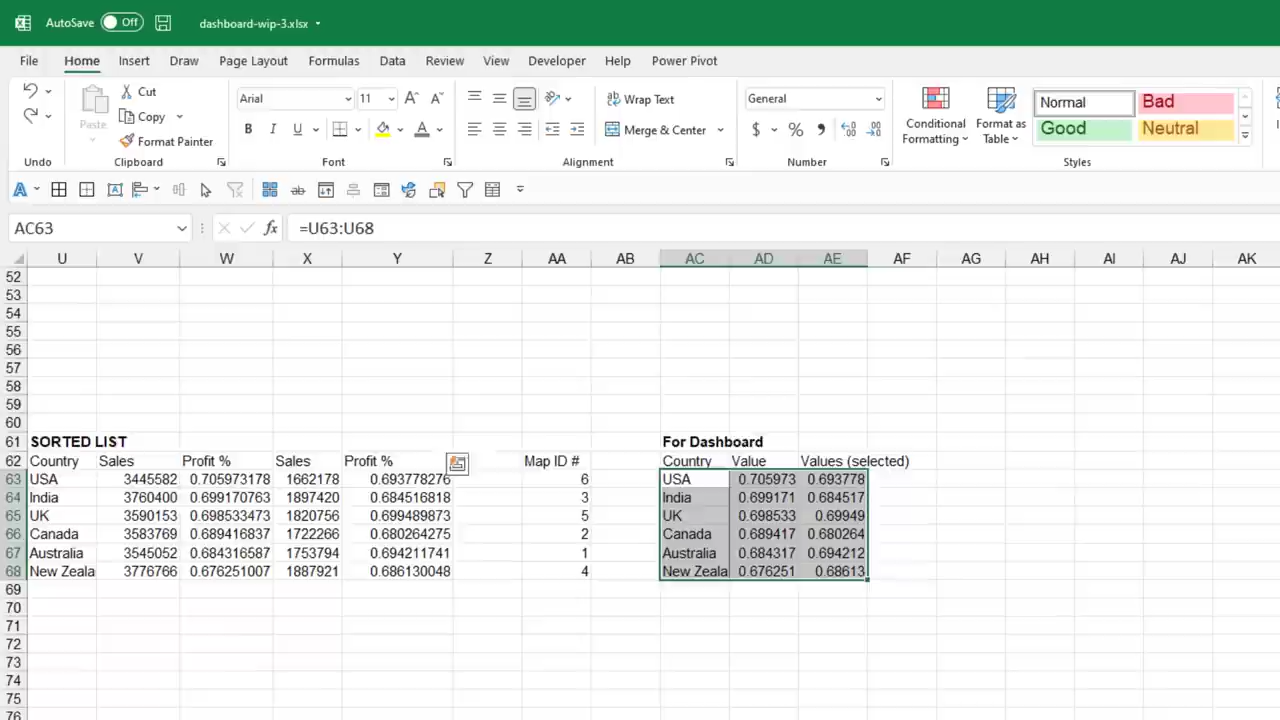 AutoSave Off dashboard-wip-3.xlsx
File Home Insert Draw Page Layout Formulas Data Review View Developer Help Power Pivot
Paste Cut Copy Format Painter
Arial 11 A A
B I U A
Wrap Text
Merge & Center
General
$ % 9
Conditional Formatting
Format as Table
Normal Bad
Good Neutral
Undo Clipboard Font Alignment Number Styles
A ab
AC63 fx =U63:U68
U V W X Y Z AA AB AC AD AE AF AG AH AI AJ AK
52
53
54
55
56
57
58
59
60
61 SORTED LIST For Dashboard
62 Country Sales Profit % Sales Profit % Map ID # Country Value Values (selected)
63 USA 3445582 0.705973178 1662178 0.693778276 6 USA 0.705973 0.693778
64 India 3760400 0.699170763 1897420 0.684516818 3 India 0.699171 0.684517
65 UK 3590153 0.698533473 1820756 0.699489873 5 UK 0.698533 0.69949
66 Canada 3583769 0.689416837 1722266 0.680264275 2 Canada 0.689417 0.680264
67 Australia 3545052 0.684316587 1753794 0.694211741 1 Australia 0.684317 0.694212
68 New Zeala 3776766 0.676251007 1887921 0.686130048 4 New Zeala 0.676251 0.68613
69
70
71
72
73
74
75
76